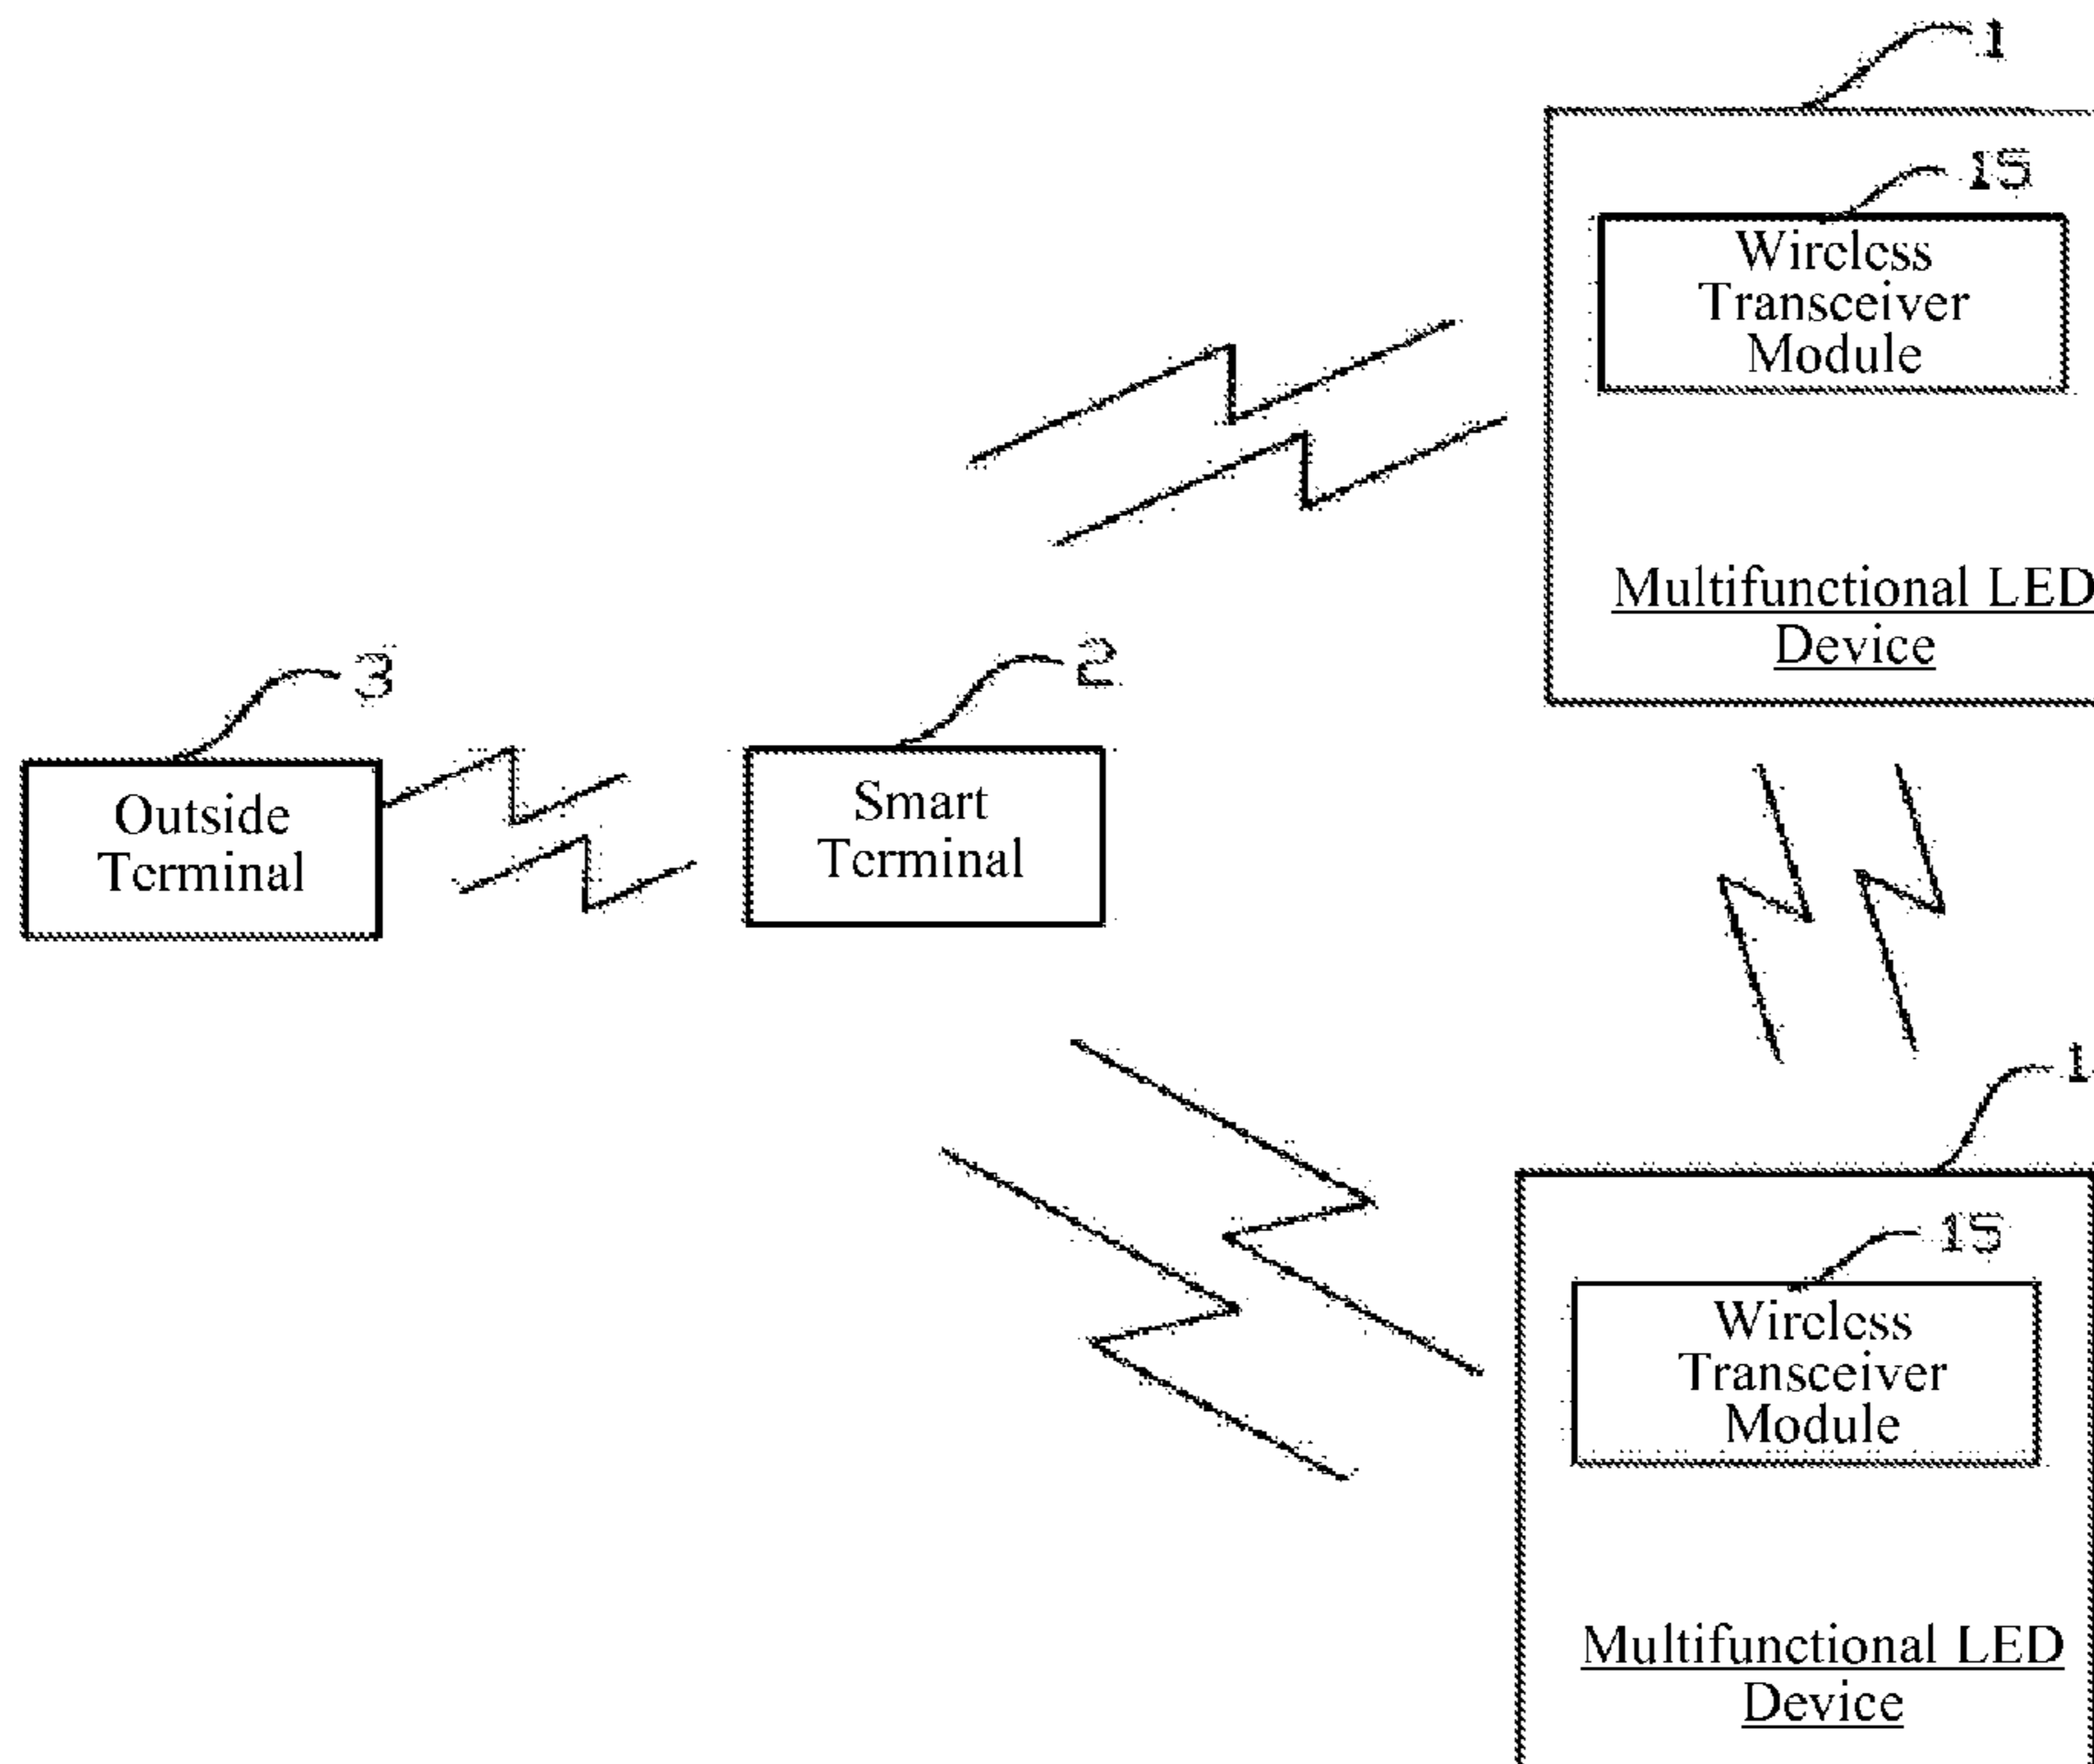 1
15
Wireless
Transceiver
Module
Multifunctional LED
Device
3
2
Outside
Terminal
Smart
Terminal
1
15
Wireless
Transceiver
Module
Multifunctional LED
Device